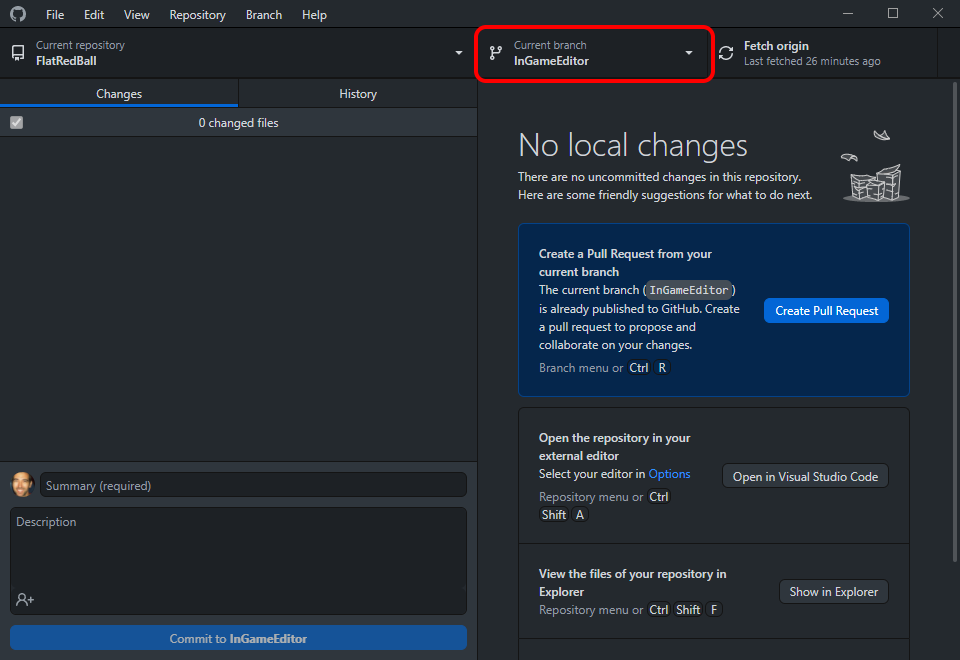 File Edit View Repository Branch Help
Current repository
FlatRedBall
Current branch
InGameEditor
Fetch origin
Last fetched 26 minutes ago
Changes
History
0 changed files
No local changes
There are no uncommitted changes in this repository.
Here are some friendly suggestions for what to do next.
Create a Pull Request from your
current branch
The current branch (InGameEditor)
is already published to GitHub. Create
a pull request to propose and
collaborate on your changes.
Branch menu or Ctrl R
Create Pull Request
Open the repository in your
external editor
Select your editor in Options
Repository menu or Ctrl
Shift A
Open in Visual Studio Code
View the files of your repository in
Explorer
Repository menu or Ctrl Shift F
Show in Explorer
Summary (required)
Description
Commit to InGameEditor